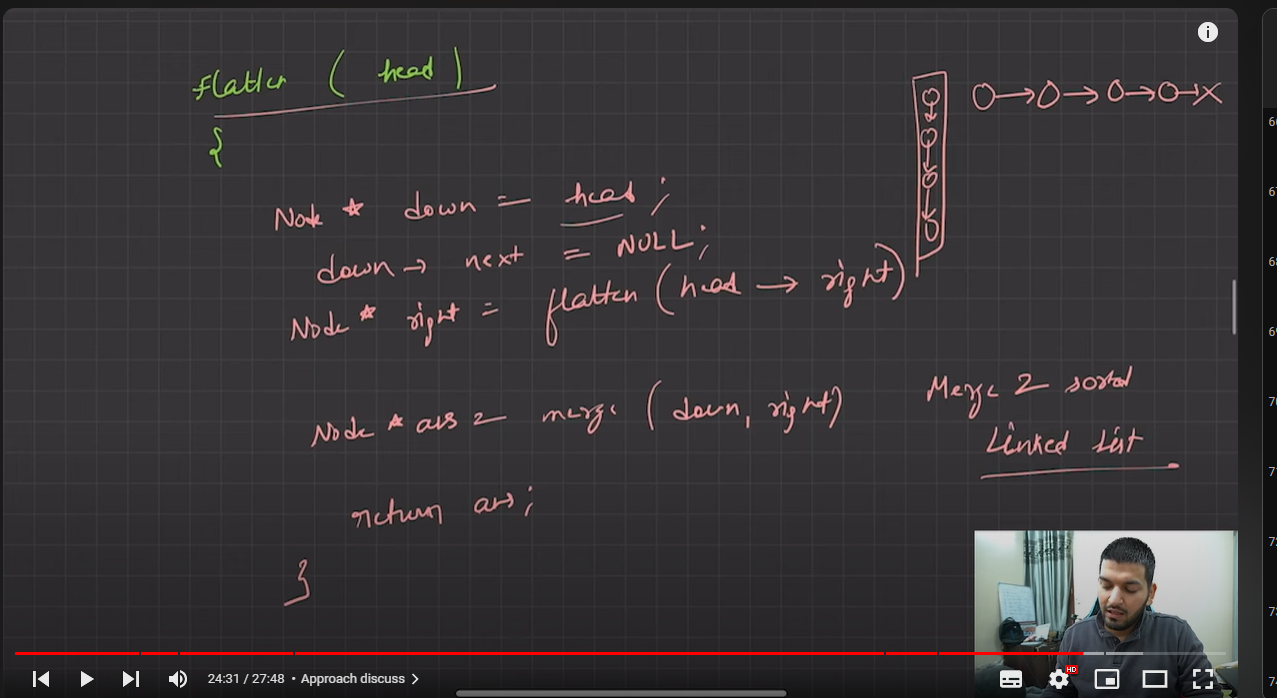 flatten ( head )
{
Node * down = head ;
down → next = NULL ;
Node * right = flatten ( head → right )
Node * ans = merge ( down, right )
return ans ;
}
Merge 2 sorted
Linked List
HD
24:31 / 27:48 • Approach discuss >